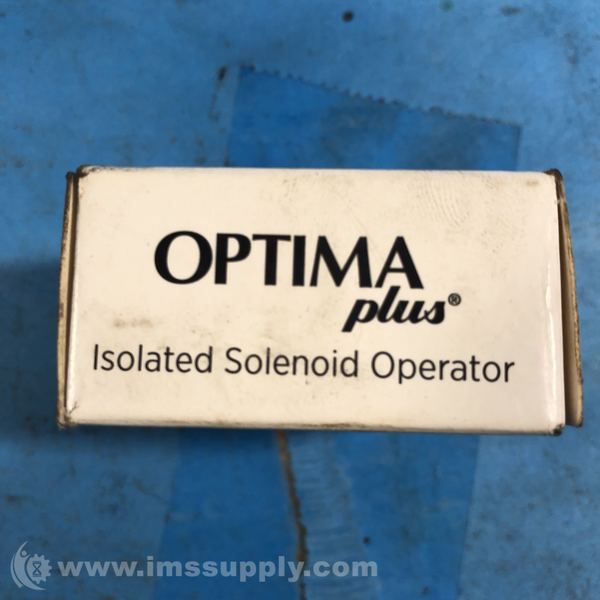 OPTIMA
plus®
Isolated Solenoid Operator
www.imssupply.com